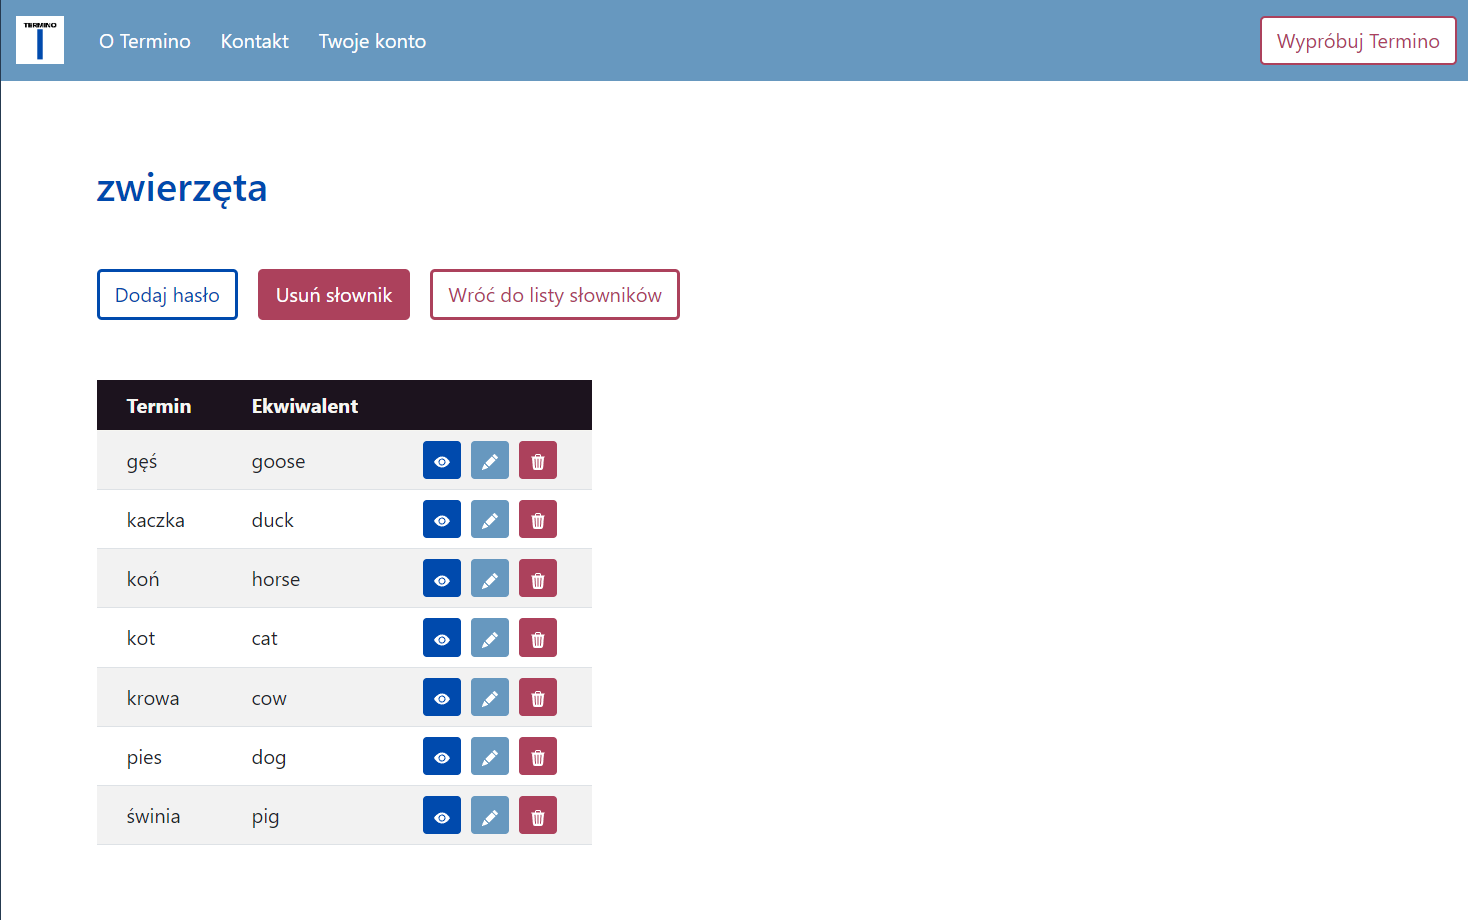 TERMINO
T
O Termino Kontakt Twoje konto Wypróbuj Termino
zwierzęta
Dodaj hasło Usuń słownik Wróć do listy słowników
Termin Ekwiwalent
gęś goose
kaczka duck
koń horse
kot cat
krowa cow
pies dog
świnia pig